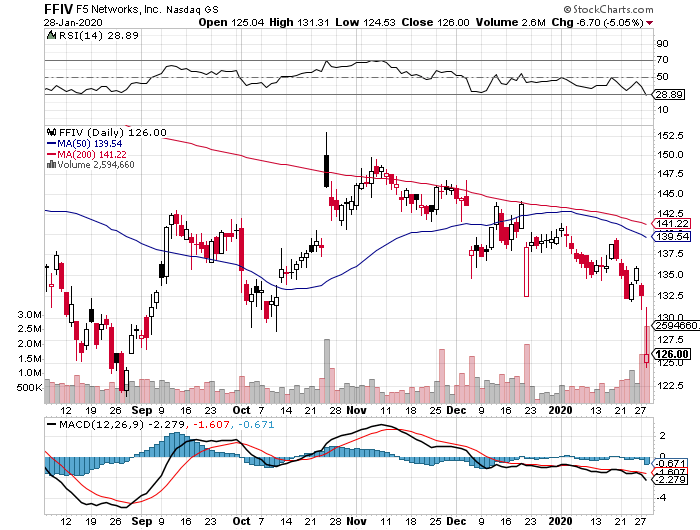 FFIV F5 Networks, Inc. Nasdaq GS © StockCharts.com
28-Jan-2020 Open 125.04 High 131.31 Low 124.53 Close 126.00 Volume 2.6M Chg -6.70 (-5.05%)
RSI(14) 28.89
90
70
50
28.89
10
FFIV (Daily) 126.00
MA(50) 139.54
MA(200) 141.22
Volume 2,594,660
152.5
150.0
147.5
145.0
142.5
141.22
139.54
137.5
135.0
132.5
130.0
2594660
127.5
126.00
125.0
122.5
3.0M
2.5M
2.0M
1.5M
1.0M
500K
12 19 26 Sep 9 16 23 Oct 7 14 21 28 Nov 11 18 25 Dec 9 16 23 2020 13 21 27
MACD(12,26,9) -2.279, -1.607, -0.671
2
0
-0.671
-1.607
-2.279
-4
12 19 26 Sep 9 16 23 Oct 7 14 21 28 Nov 11 18 25 Dec 9 16 23 2020 13 21 27